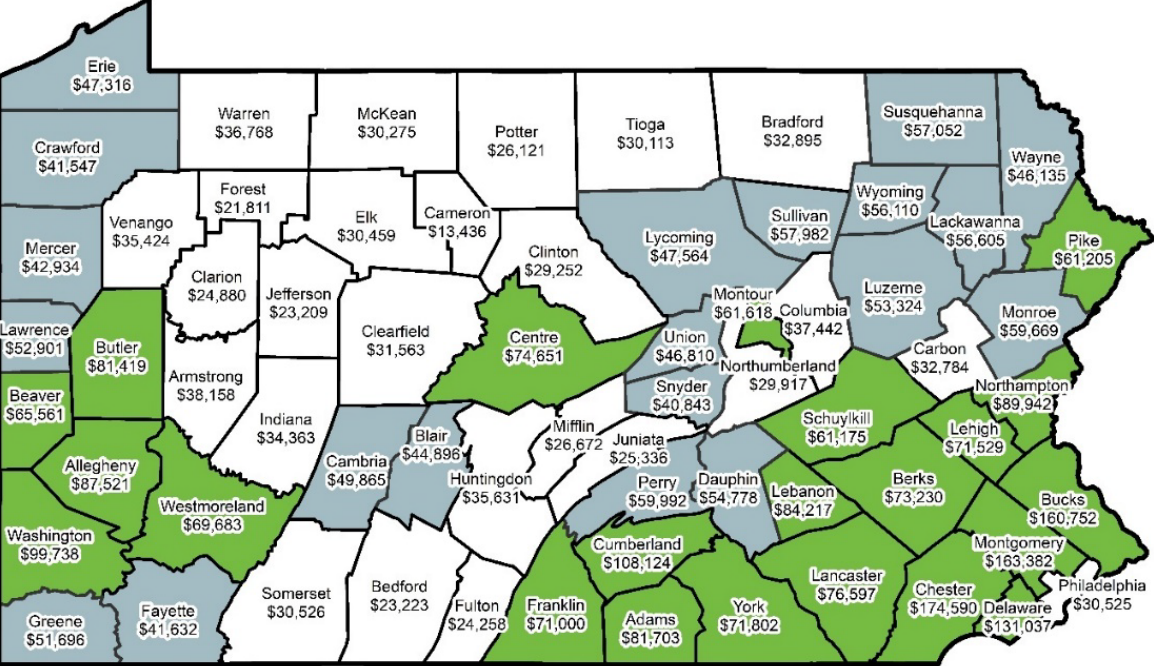 Erie
$47,316
Crawford
$41,547
Warren
$36,768
McKean
$30,275
Potter
$26,121
Tioga
$30,113
Bradford
$32,895
Susquehanna
$57,052
Wayne
$46,135
Mercer
$42,934
Venango
$35,424
Forest
$21,811
Elk
$30,459
Cameron
$13,436
Clinton
$29,252
Lycoming
$47,564
Sullivan
$57,982
Wyoming
$56,110
Lackawanna
$56,605
Pike
$61,205
Lawrence
$52,901
Butler
$81,419
Clarion
$24,880
Jefferson
$23,209
Clearfield
$31,563
Centre
$74,651
Union
$46,810
Montour
$61,618
Columbia
$37,442
Luzerne
$53,324
Monroe
$59,669
Beaver
$65,561
Armstrong
$38,158
Indiana
$34,363
Snyder
$40,843
Northumberland
$29,917
Carbon
$32,784
Northampton
$89,942
Allegheny
$87,521
Westmoreland
$69,683
Cambria
$49,865
Blair
$44,896
Huntingdon
$35,631
Mifflin
$26,672
Juniata
$25,336
Perry
$59,992
Dauphin
$54,778
Schuylkill
$61,175
Lehigh
$71,529
Lebanon
$84,217
Berks
$73,230
Bucks
$160,752
Washington
$99,738
Cumberland
$108,124
Montgomery
$163,382
Greene
$51,696
Fayette
$41,632
Somerset
$30,526
Bedford
$23,223
Fulton
$24,258
Franklin
$71,000
Adams
$81,703
York
$71,802
Lancaster
$76,597
Chester
$174,590
Delaware
$131,037
Philadelphia
$30,525